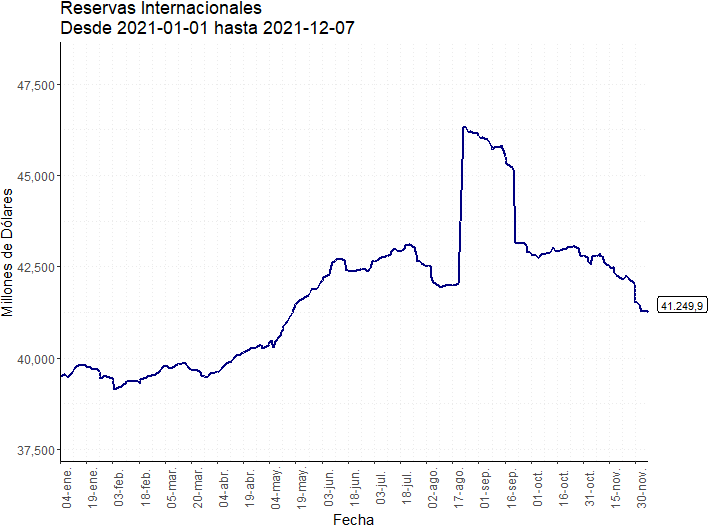 Reservas Internacionales
Desde 2021-01-01 hasta 2021-12-07
Millones de Dólares
47,500
45,000
42,500
40,000
37,500
41.249,9
04-ene.
19-ene.
03-feb.
18-feb.
05-mar.
20-mar.
04-abr.
19-abr.
04-may.
19-may.
03-jun.
18-jun.
03-jul.
18-jul.
02-ago.
17-ago.
01-sep.
16-sep.
01-oct.
16-oct.
31-oct.
15-nov.
30-nov.
Fecha